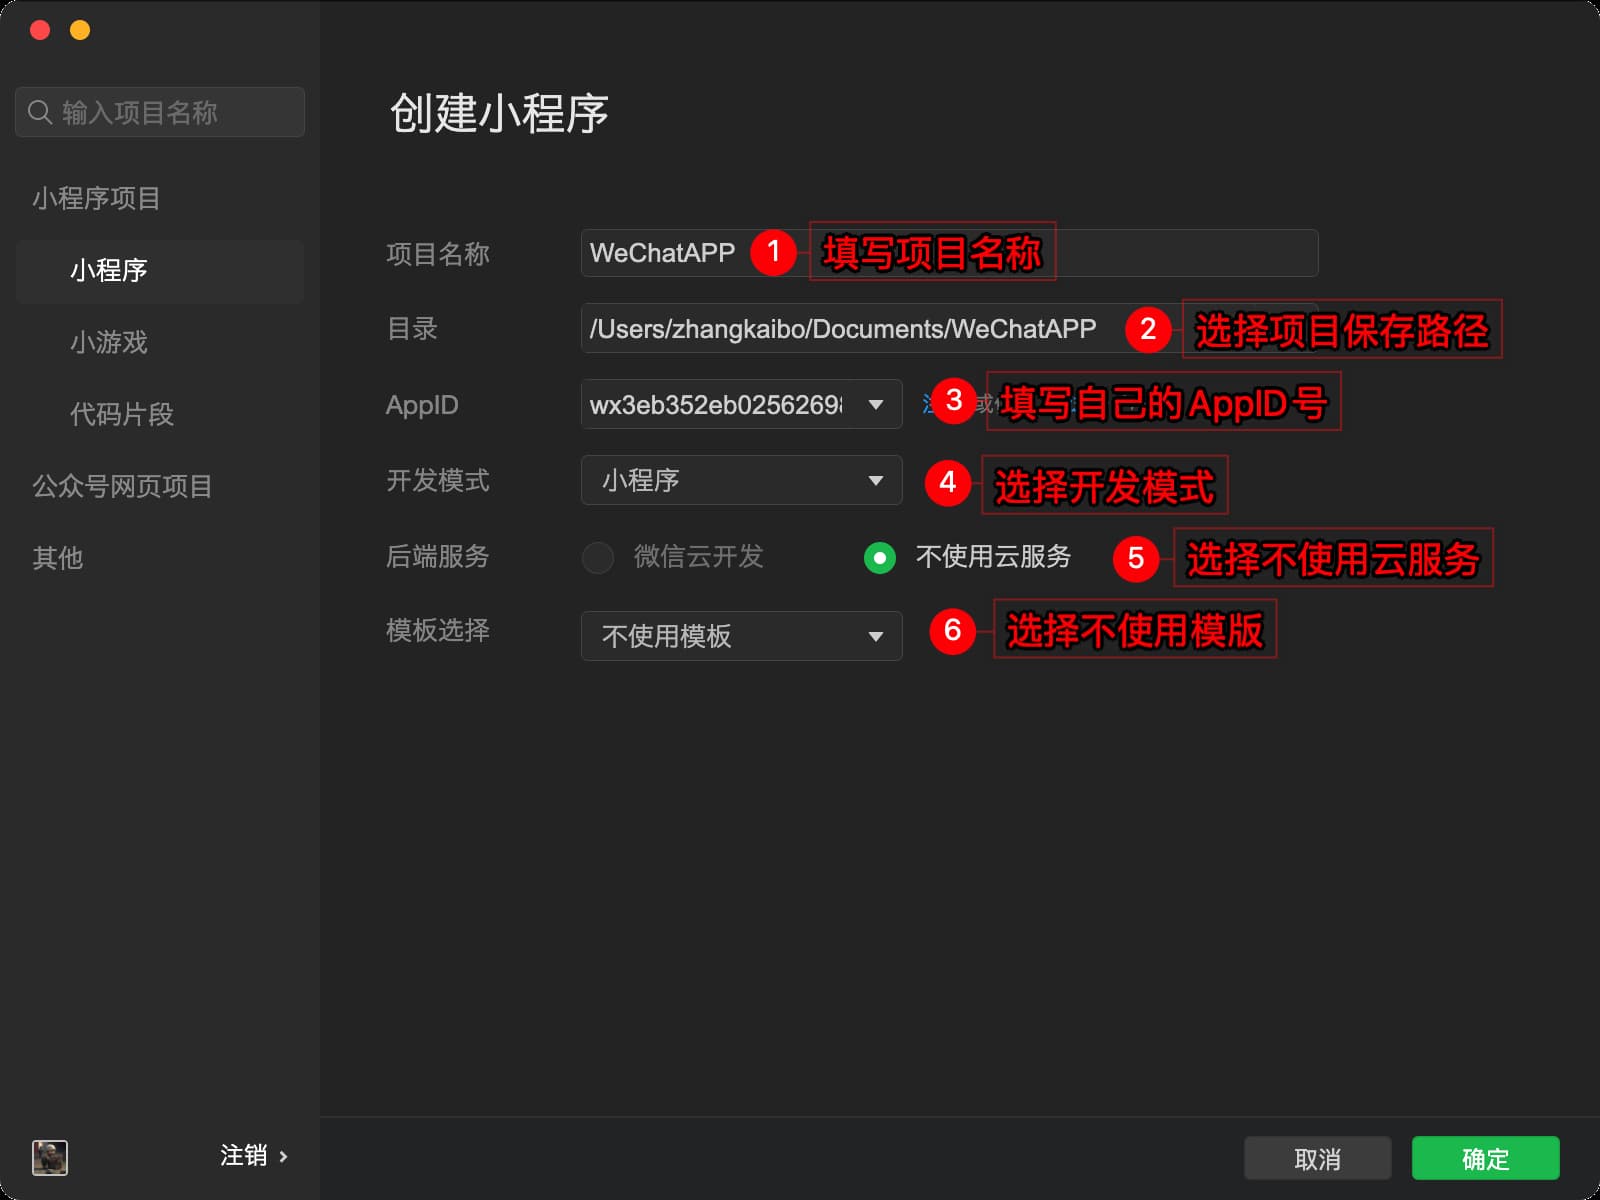 输入项目名称
小程序项目
小程序
小游戏
代码片段
公众号网页项目
其他
注销 ›
创建小程序
项目名称 WeChatAPP 1 填写项目名称
目录 /Users/zhangkaibo/Documents/WeChatAPP 2 选择项目保存路径
AppID wx3eb352eb02562698 3 或 填写自己的AppID号
开发模式 小程序 4 选择开发模式
后端服务 微信云开发 不使用云服务 5 选择不使用云服务
模板选择 不使用模板 6 选择不使用模版
取消 确定